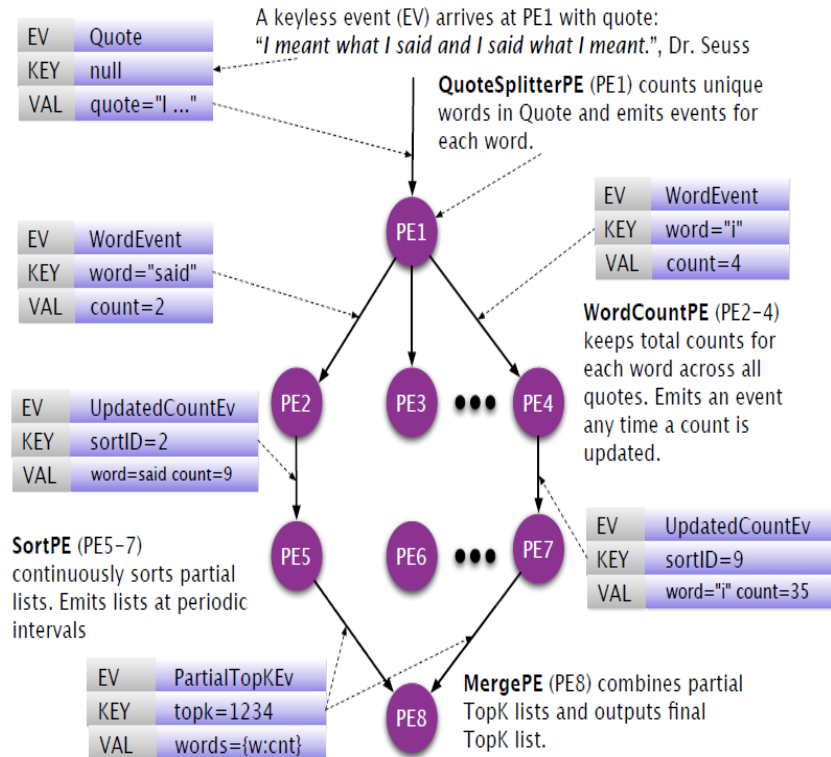 A keyless event (EV) arrives at PE1 with quote:
“I meant what I said and I said what I meant.”, Dr. Seuss
EV Quote
KEY null
VAL quote="I ..."
QuoteSplitterPE (PE1) counts unique
words in Quote and emits events for
each word.
PE1
EV WordEvent
KEY word="said"
VAL count=2
EV WordEvent
KEY word="i"
VAL count=4
WordCountPE (PE2-4)
keeps total counts for
each word across all
quotes. Emits an event
any time a count is
updated.
PE2 PE3 PE4
EV UpdatedCountEv
KEY sortID=2
VAL word=said count=9
EV UpdatedCountEv
KEY sortID=9
VAL word="i" count=35
SortPE (PE5-7)
continuously sorts partial
lists. Emits lists at periodic
intervals
PE5 PE6 PE7
EV PartialTopKEv
KEY topk=1234
VAL words={w:cnt}
PE8
MergePE (PE8) combines partial
TopK lists and outputs final
TopK list.